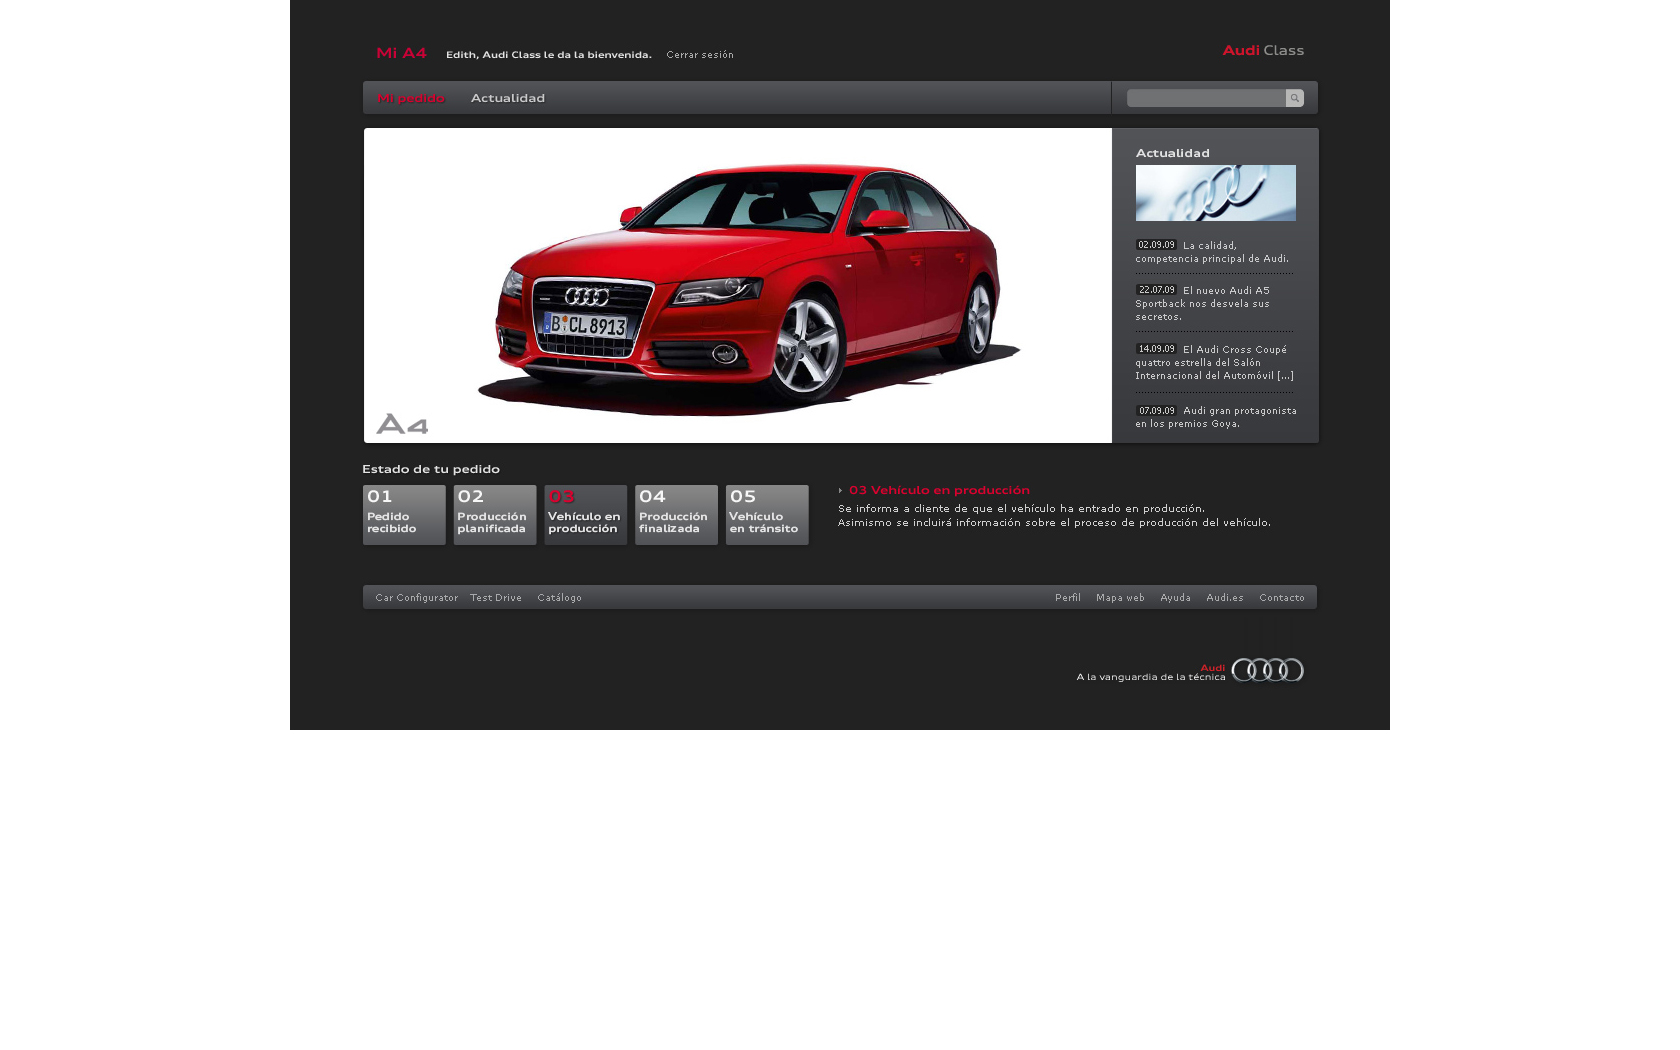 Mi A4
Edith, Audi Class le da la bienvenida.
Cerrar sesión
Audi Class
Mi pedido
Actualidad
B CL 8913
A4
Actualidad
02.09.09 La calidad,
competencia principal de Audi.
22.07.09 El nuevo Audi A5
Sportback nos desvela sus
secretos.
14.09.09 El Audi Cross Coupé
quattro estrella del Salón
Internacional del Automóvil [...]
07.09.09 Audi gran protagonista
en los premios Goya.
Estado de tu pedido
01
Pedido
recibido
02
Producción
planificada
03
Vehículo en
producción
04
Producción
finalizada
05
Vehículo
en tránsito
03 Vehículo en producción
Se informa a cliente de que el vehículo ha entrado en producción.
Asimismo se incluirá información sobre el proceso de producción del vehículo.
Car Configurator
Test Drive
Catálogo
Perfil
Mapa web
Ayuda
Audi.es
Contacto
Audi
A la vanguardia de la técnica